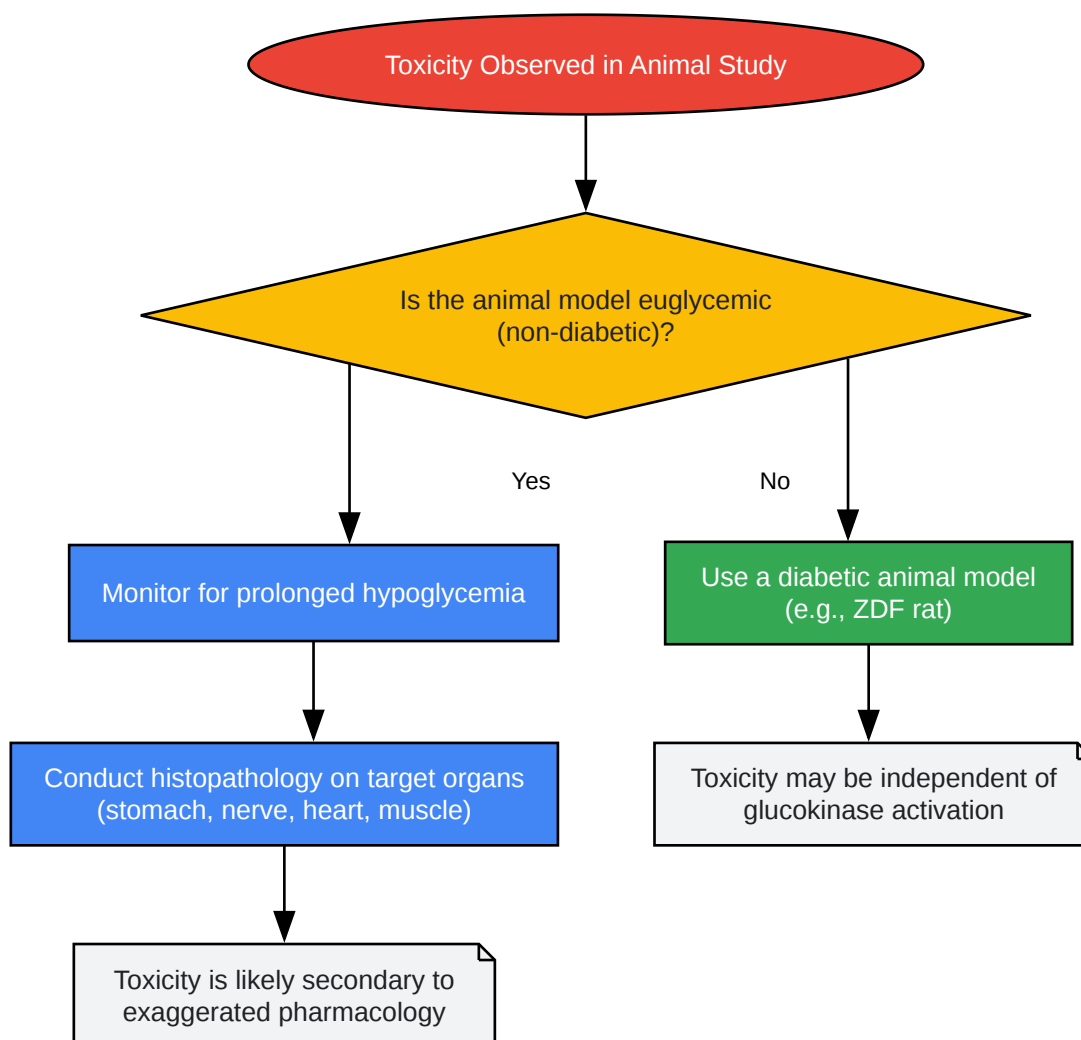 Toxicity Observed in Animal Study
Is the animal model euglycemic
(non-diabetic)?
Yes
No
Monitor for prolonged hypoglycemia
Use a diabetic animal model
(e.g., ZDF rat)
Conduct histopathology on target organs
(stomach, nerve, heart, muscle)
Toxicity may be independent of
glucokinase activation
Toxicity is likely secondary to
exaggerated pharmacology